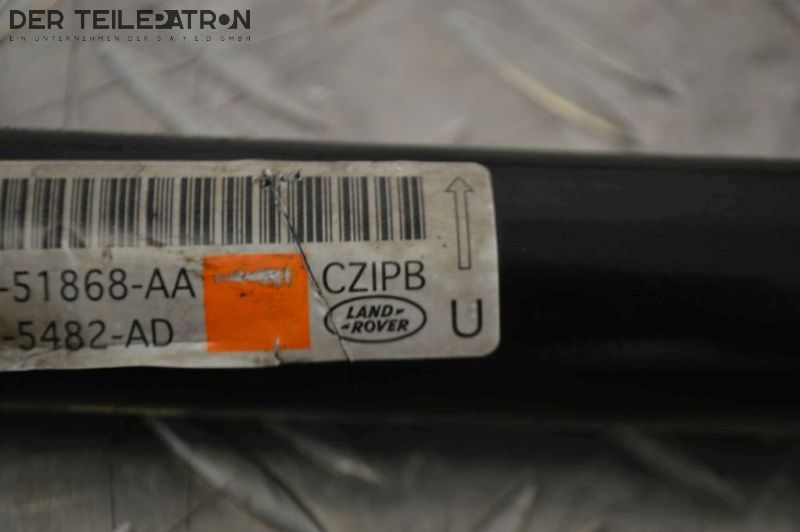 DER TEILEPATRON
EIN UNTERNEHMEN DER S A Y E D GMBH
-51868-AA
CZIPB
-5482-AD
LAND-
-ROVER
U